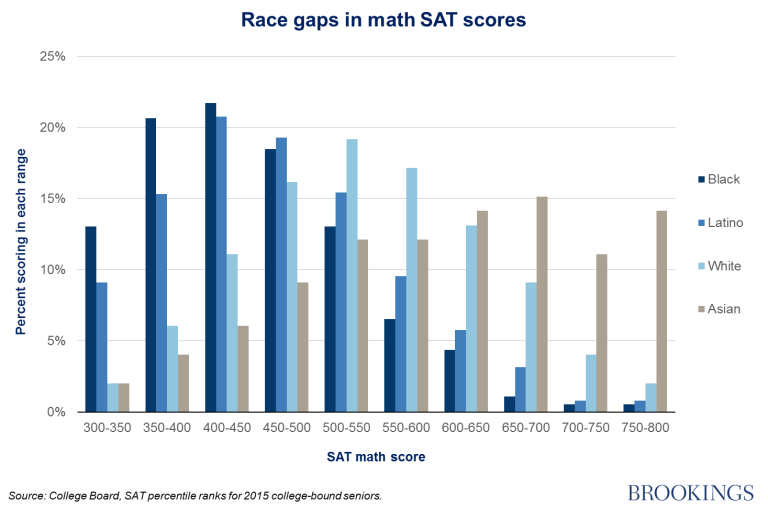 Race gaps in math SAT scores
25%
20%
15%
10%
5%
0%
Percent scoring in each range
300-350 350-400 400-450 450-500 500-550 550-600 600-650 650-700 700-750 750-800
SAT math score
Black
Latino
White
Asian
Source: College Board, SAT percentile ranks for 2015 college-bound seniors.
BROOKINGS